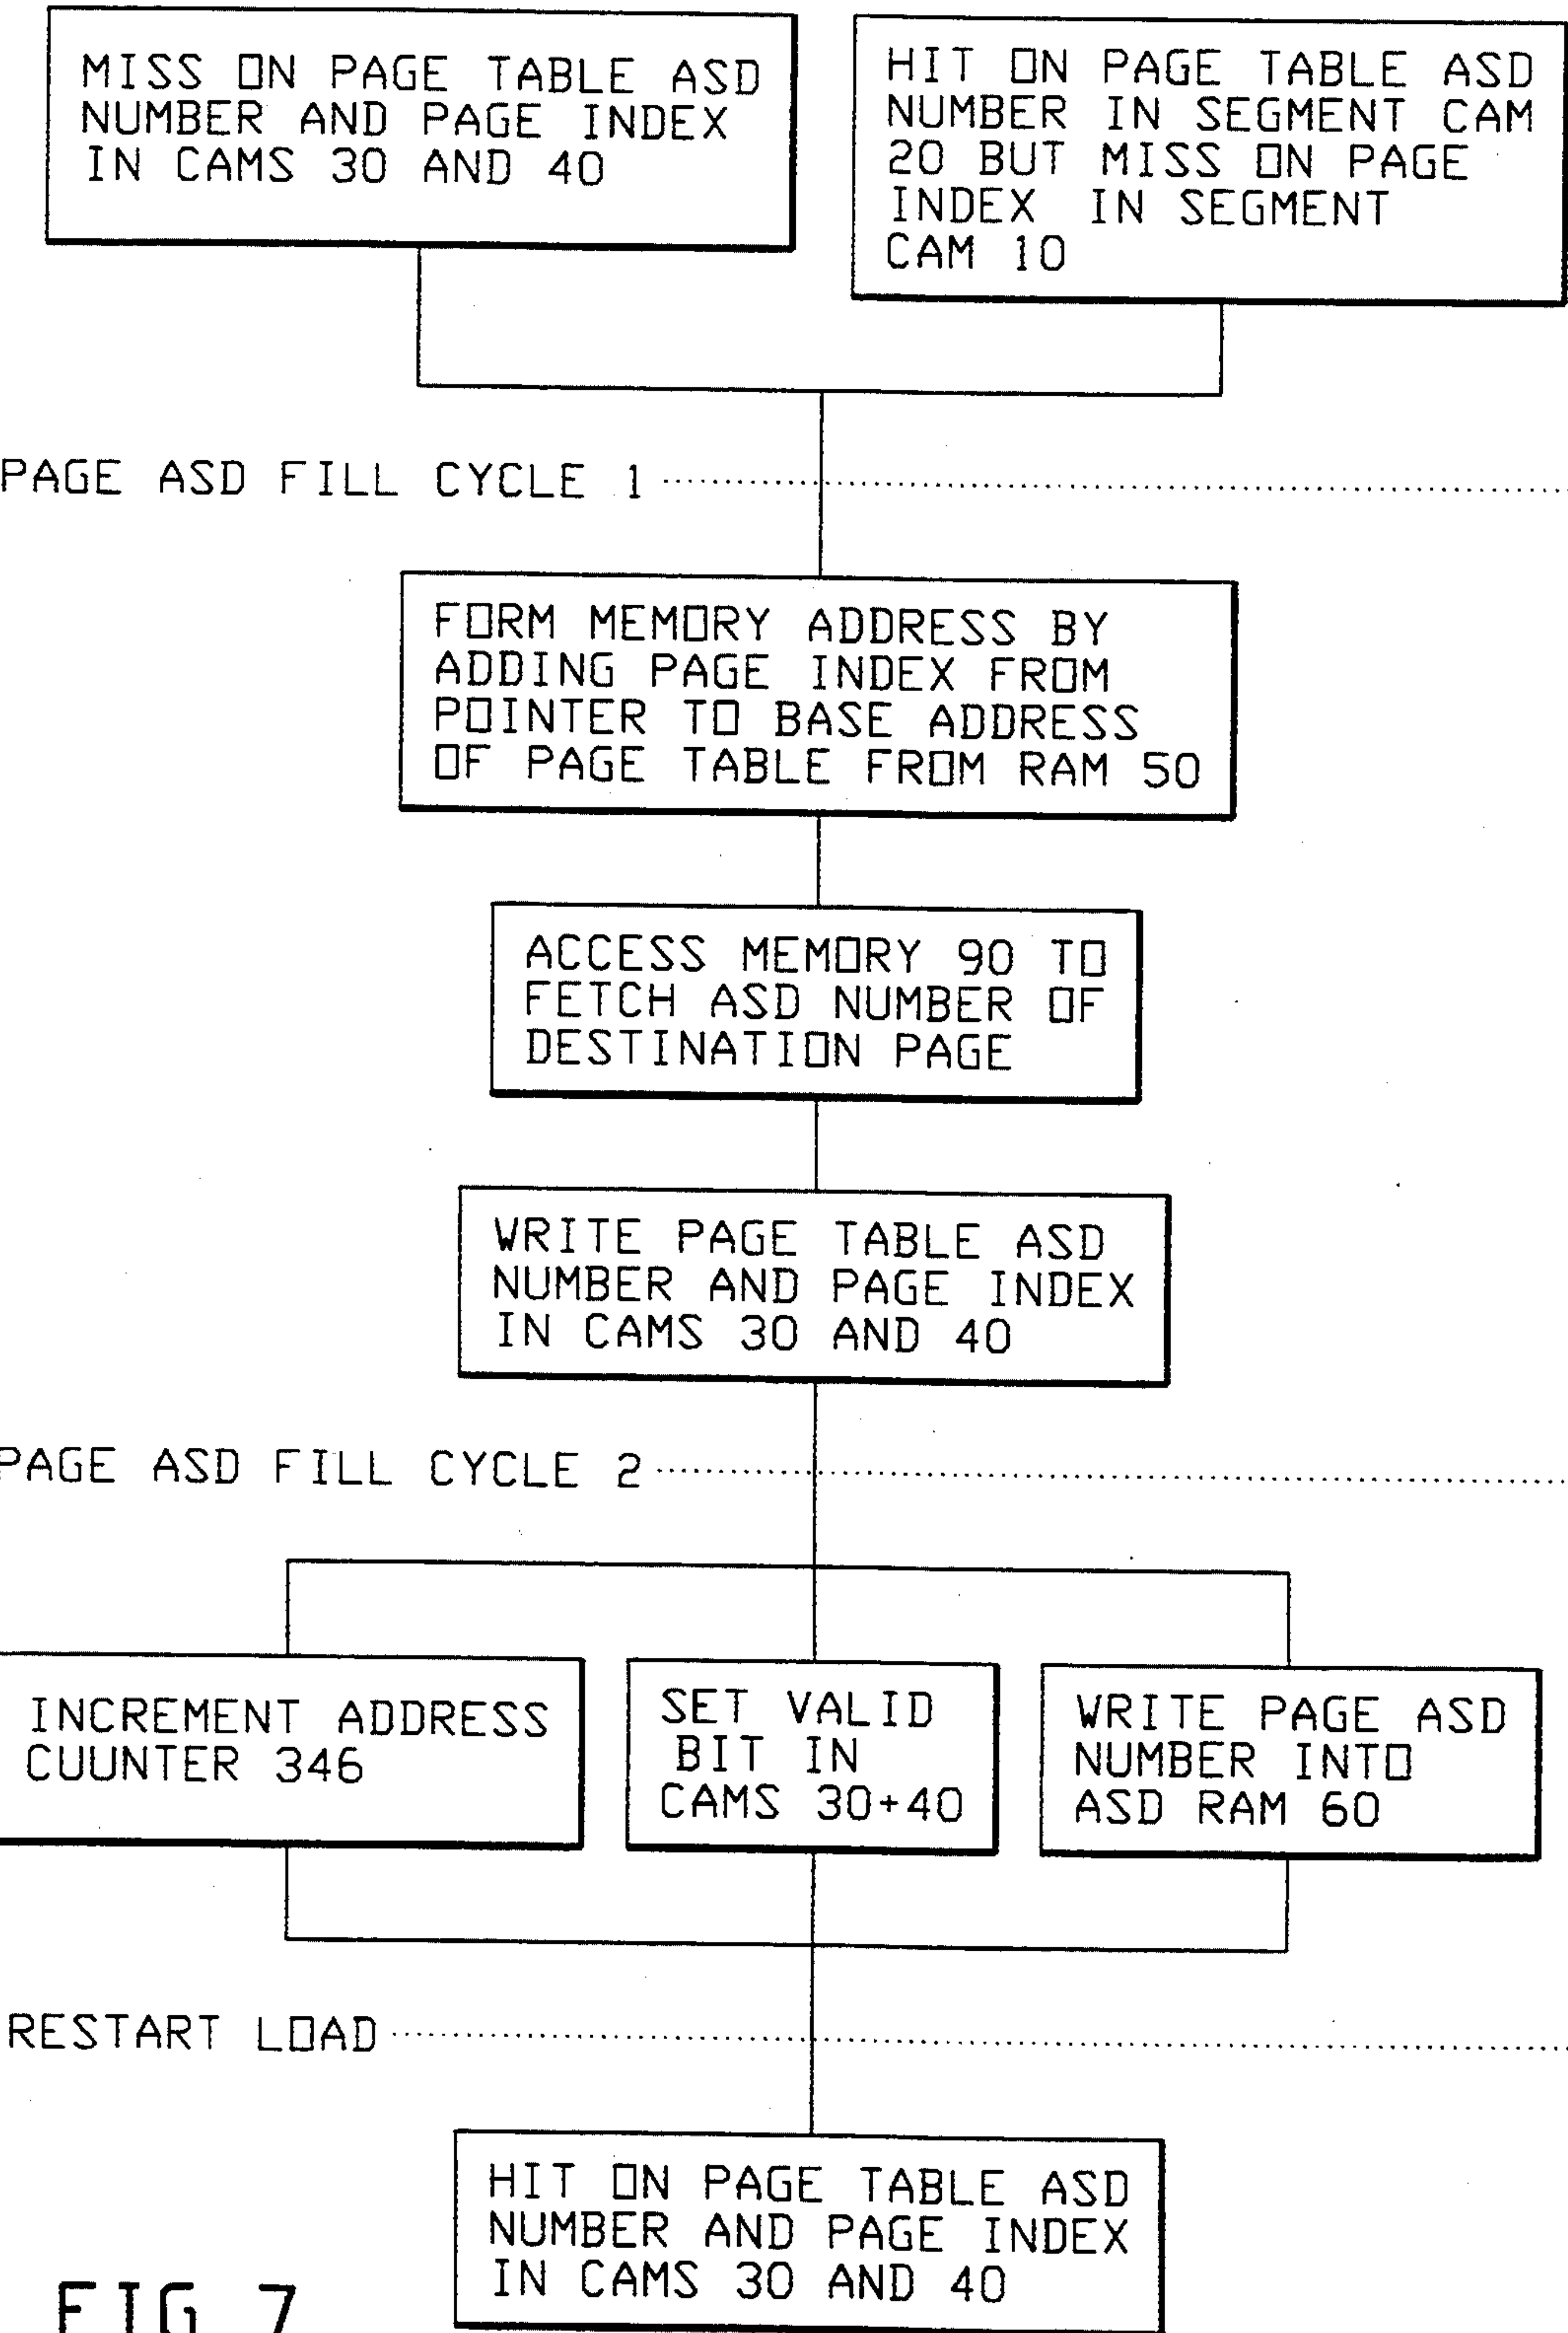 MISS ON PAGE TABLE ASD
NUMBER AND PAGE INDEX
IN CAMS 30 AND 40
HIT ON PAGE TABLE ASD
NUMBER IN SEGMENT CAM
20 BUT MISS ON PAGE
INDEX IN SEGMENT
CAM 10
PAGE ASD FILL CYCLE 1
FORM MEMORY ADDRESS BY
ADDING PAGE INDEX FROM
POINTER TO BASE ADDRESS
OF PAGE TABLE FROM RAM 50
ACCESS MEMORY 90 TO
FETCH ASD NUMBER OF
DESTINATION PAGE
WRITE PAGE TABLE ASD
NUMBER AND PAGE INDEX
IN CAMS 30 AND 40
PAGE ASD FILL CYCLE 2
INCREMENT ADDRESS
CUUNTER 346
SET VALID
BIT IN
CAMS 30+40
WRITE PAGE ASD
NUMBER INTO
ASD RAM 60
RESTART LOAD
HIT ON PAGE TABLE ASD
NUMBER AND PAGE INDEX
IN CAMS 30 AND 40
FIG 7